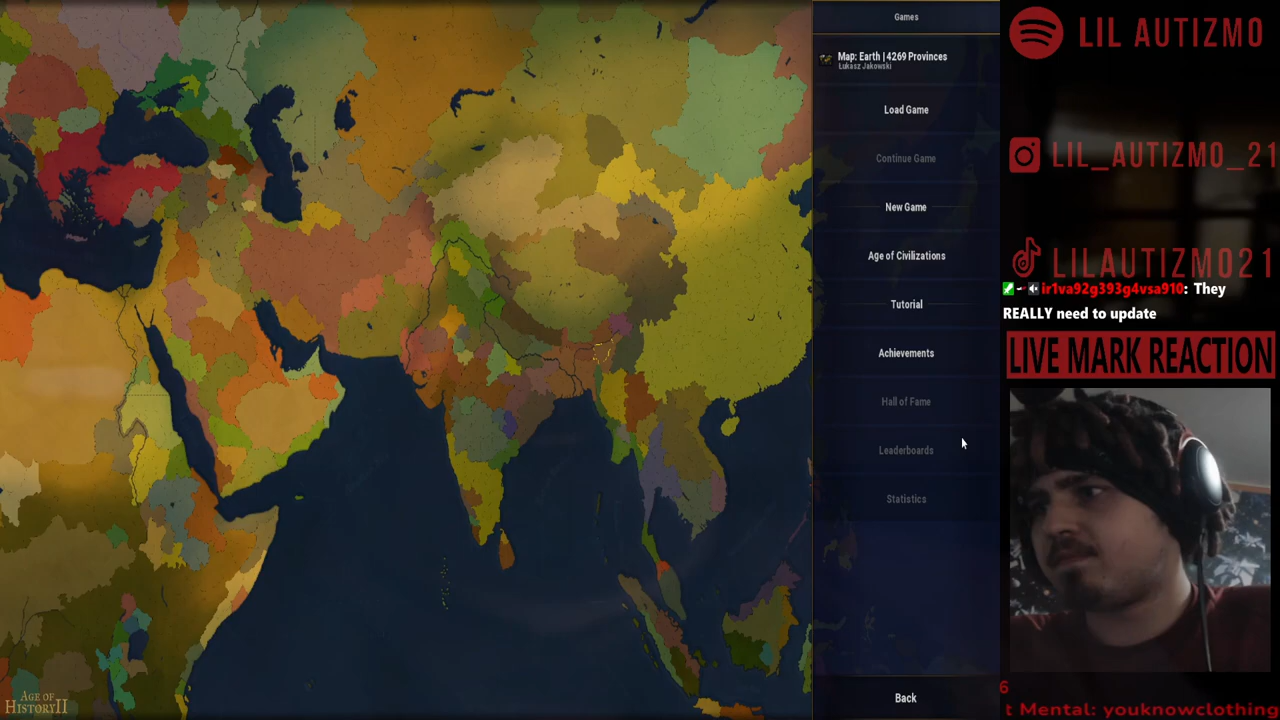 Games
Map: Earth | 4269 Provinces
Lukasz Jakowski
Load Game
Continue Game
New Game
Age of Civilizations
Tutorial
Achievements
Hall of Fame
Leaderboards
Statistics
Back
AGE OF
HISTORY II
LIL AUTIZMO
LIL_AUTIZMO_21
LILAUTIZMO21
ir1va92g393g4vsa910: They
REALLY need to update
LIVE MARK REACTION
6
t Mental: youknowclothing